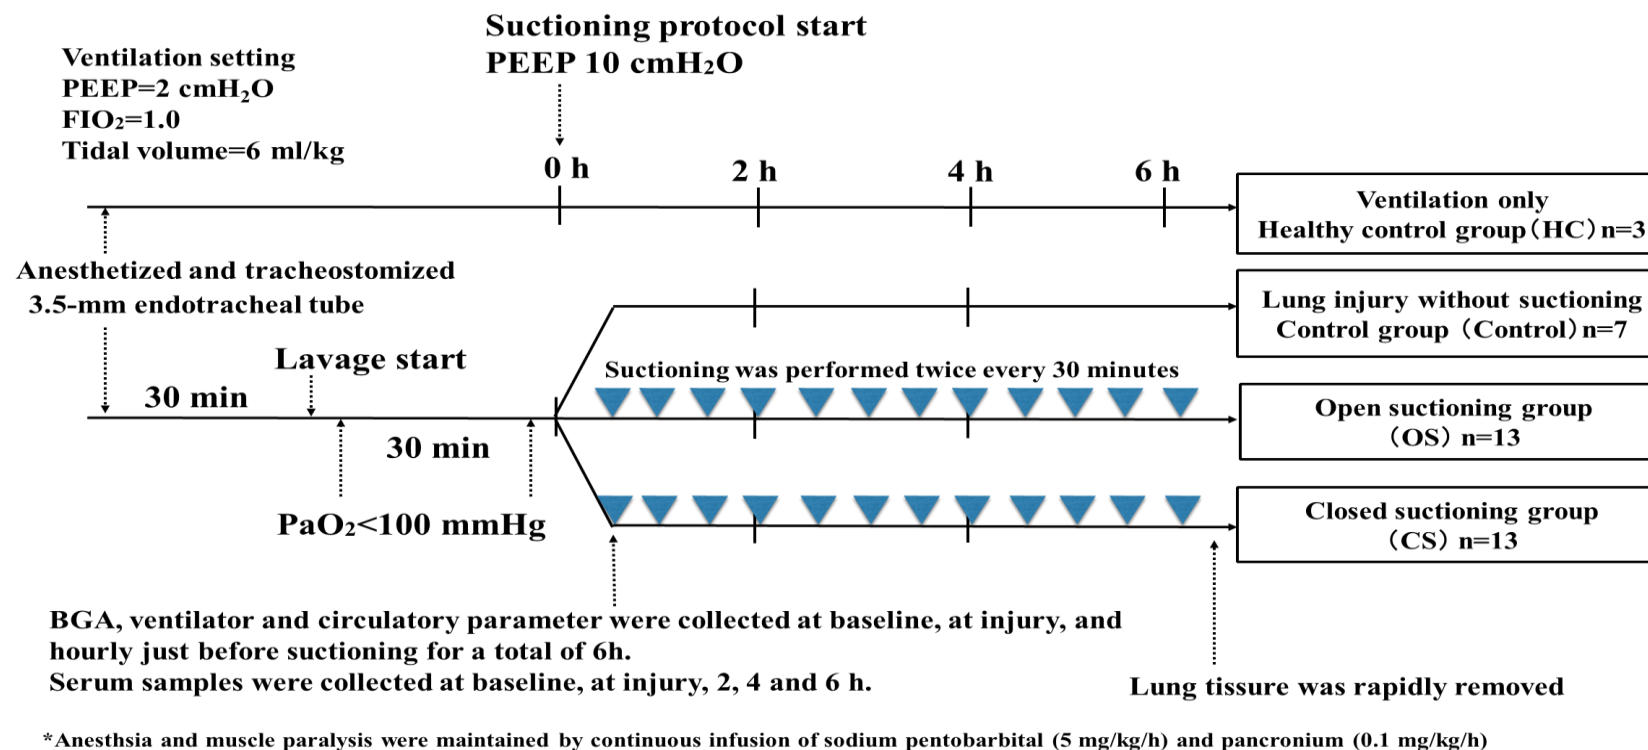 Suctioning protocol start
PEEP 10 cmH₂O
Ventilation setting
PEEP=2 cmH₂O
FIO₂=1.0
Tidal volume=6 ml/kg
0 h
2 h
4 h
6 h
Ventilation only
Healthy control group(HC)n=3
Anesthetized and tracheostomized
3.5-mm endotracheal tube
Lung injury without suctioning
Control group (Control)n=7
Lavage start
Suctioning was performed twice every 30 minutes
30 min
Open suctioning group
(OS) n=13
30 min
PaO₂<100 mmHg
Closed suctioning group
(CS) n=13
BGA, ventilator and circulatory parameter were collected at baseline, at injury, and
hourly just before suctioning for a total of 6h.
Serum samples were collected at baseline, at injury, 2, 4 and 6 h.
Lung tissue was rapidly removed
*Anesthsia and muscle paralysis were maintained by continuous infusion of sodium pentobarbital (5 mg/kg/h) and pancronium (0.1 mg/kg/h)